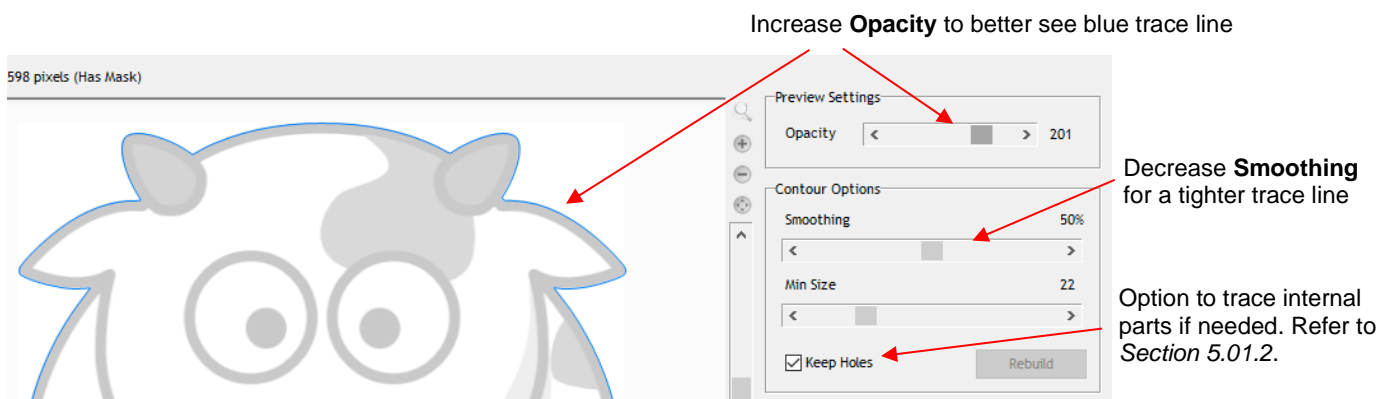 Increase Opacity to better see blue trace line
598 pixels (Has Mask)
Preview Settings
Opacity < > 201
Decrease Smoothing
for a tighter trace line
Contour Options
Smoothing 50%
< >
Min Size 22
< >
Option to trace internal
parts if needed. Refer to
Section 5.01.2.
Keep Holes Rebuild